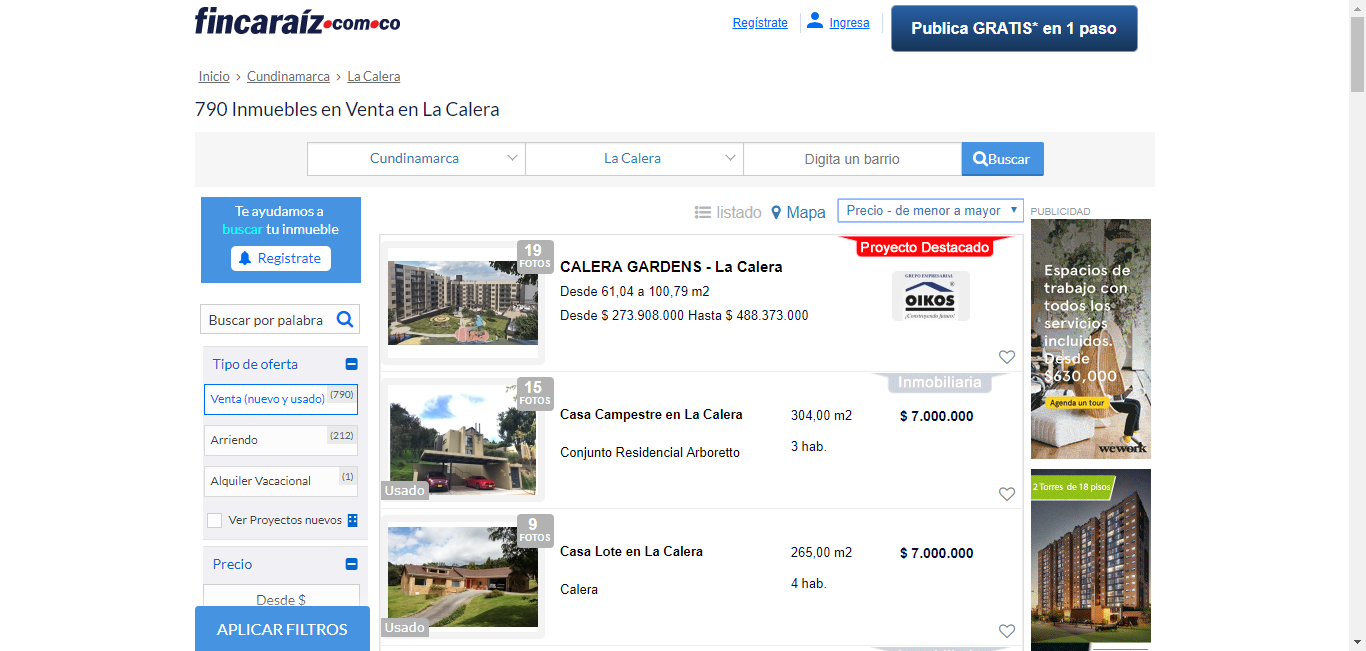 fincaraíz.com.co
Regístrate
Ingresa
Publica GRATIS* en 1 paso
Inicio › Cundinamarca › La Calera
790 Inmuebles en Venta en La Calera
Cundinamarca
La Calera
Digita un barrio
Buscar
Te ayudamos a
buscar tu inmueble
Registrate
listado
Mapa
Precio - de menor a mayor
PUBLICIDAD
Buscar por palabra
Tipo de oferta
Venta (nuevo y usado) (790)
Arriendo (212)
Alquiler Vacacional (1)
Ver Proyectos nuevos
Precio
Desde $
APLICAR FILTROS
19
FOTOS
CALERA GARDENS - La Calera
Desde 61,04 a 100,79 m2
Desde $ 273.908.000 Hasta $ 488.373.000
Proyecto Destacado
GRUPO EMPRESARIAL
OIKOS
¡Construyendo futuro!
15
FOTOS
Usado
Casa Campestre en La Calera
Conjunto Residencial Arboretto
304,00 m2
3 hab.
Inmobiliaria
$ 7.000.000
9
FOTOS
Usado
Casa Lote en La Calera
Calera
265,00 m2
4 hab.
$ 7.000.000
Espacios de
trabajo con
todos los
servicios
incluidos.
Desde
$630,000
Agenda un tour
wework
2 Torres de 18 pisos